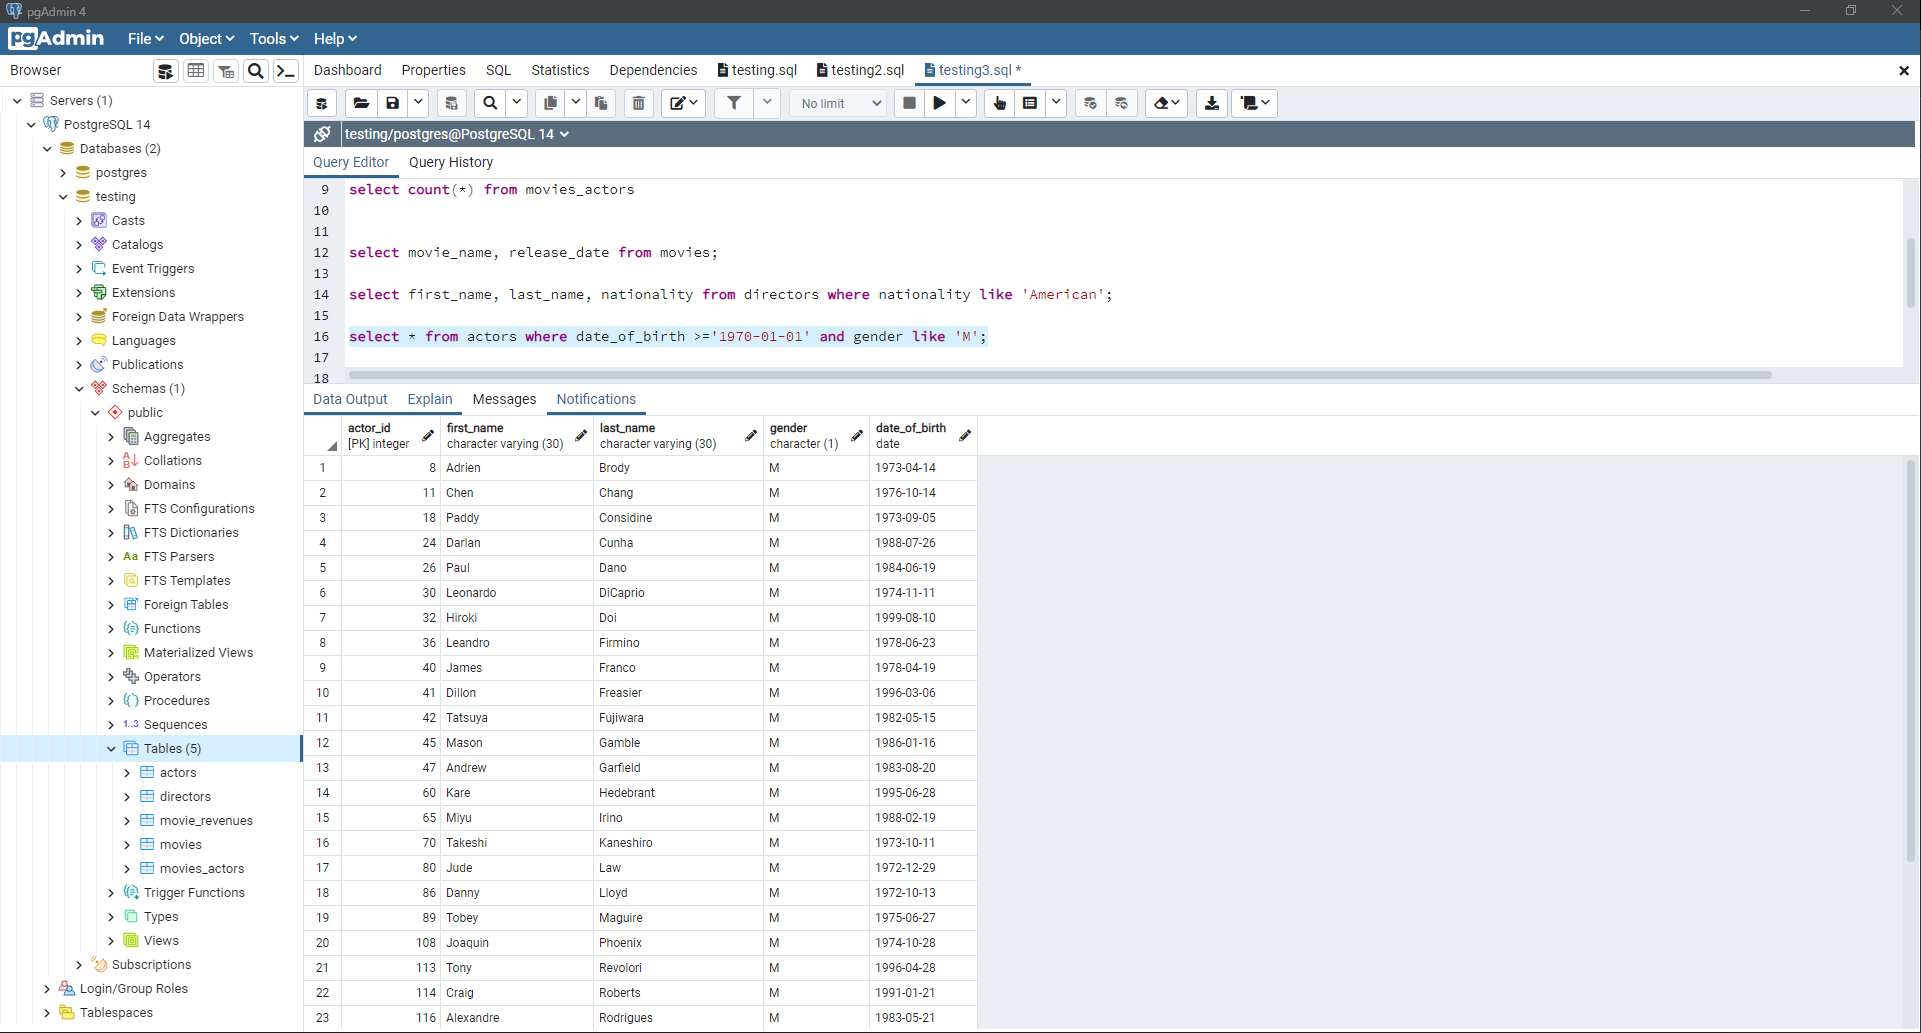 pgAdmin 4
pgAdmin File Object Tools Help
Browser
Dashboard Properties SQL Statistics Dependencies testing.sql testing2.sql testing3.sql *
No limit
testing/postgres@PostgreSQL 14
Query Editor Query History
Servers (1)
PostgreSQL 14
Databases (2)
postgres
testing
Casts
Catalogs
Event Triggers
Extensions
Foreign Data Wrappers
Languages
Publications
Schemas (1)
public
Aggregates
Collations
Domains
FTS Configurations
FTS Dictionaries
Aa FTS Parsers
FTS Templates
Foreign Tables
Functions
Materialized Views
Operators
Procedures
1..3 Sequences
Tables (5)
actors
directors
movie_revenues
movies
movies_actors
Trigger Functions
Types
Views
Subscriptions
Login/Group Roles
Tablespaces
9 select count(*) from movies_actors
10
11
12 select movie_name, release_date from movies;
13
14 select first_name, last_name, nationality from directors where nationality like 'American';
15
16 select * from actors where date_of_birth >='1970-01-01' and gender like 'M';
17
18
Data Output Explain Messages Notifications
actor_id first_name last_name gender date_of_birth
[PK] integer character varying (30) character varying (30) character (1) date
1 8 Adrien Brody M 1973-04-14
2 11 Chen Chang M 1976-10-14
3 18 Paddy Considine M 1973-09-05
4 24 Darlan Cunha M 1988-07-26
5 26 Paul Dano M 1984-06-19
6 30 Leonardo DiCaprio M 1974-11-11
7 32 Hiroki Doi M 1999-08-10
8 36 Leandro Firmino M 1978-06-23
9 40 James Franco M 1978-04-19
10 41 Dillon Freasier M 1996-03-06
11 42 Tatsuya Fujiwara M 1982-05-15
12 45 Mason Gamble M 1986-01-16
13 47 Andrew Garfield M 1983-08-20
14 60 Kare Hedebrant M 1995-06-28
15 65 Miyu Irino M 1988-02-19
16 70 Takeshi Kaneshiro M 1973-10-11
17 80 Jude Law M 1972-12-29
18 86 Danny Lloyd M 1972-10-13
19 89 Tobey Maguire M 1975-06-27
20 108 Joaquin Phoenix M 1974-10-28
21 113 Tony Revolori M 1996-04-28
22 114 Craig Roberts M 1991-01-21
23 116 Alexandre Rodrigues M 1983-05-21